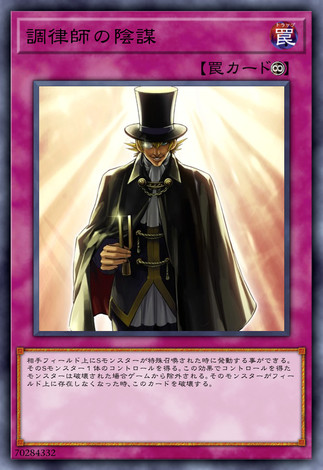 調律師の陰謀
トラップ
罠
【罠カード】
相手フィールド上にSモンスターが特殊召喚された時に発動する事ができる。
そのSモンスター1体のコントロールを得る。この効果でコントロールを得た
モンスターは破壊された場合ゲームから除外される。そのモンスターがフィー
ルド上に存在しなくなった時、このカードを破壊する。
70284332